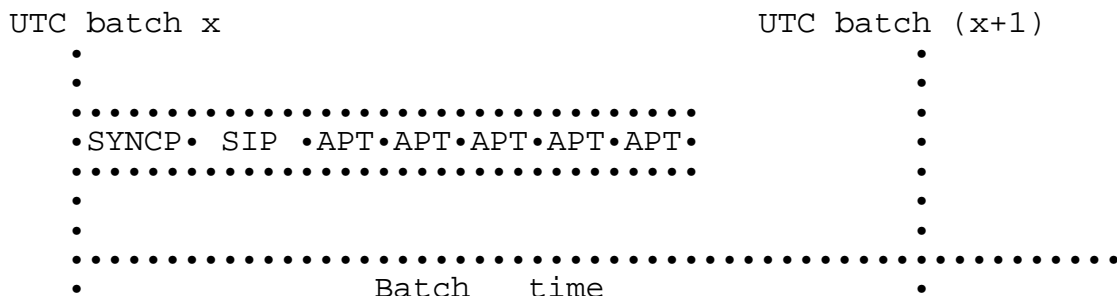 UTC batch x UTC batch (x+1)
•SYNCP• SIP •APT•APT•APT•APT•APT•
Batch time